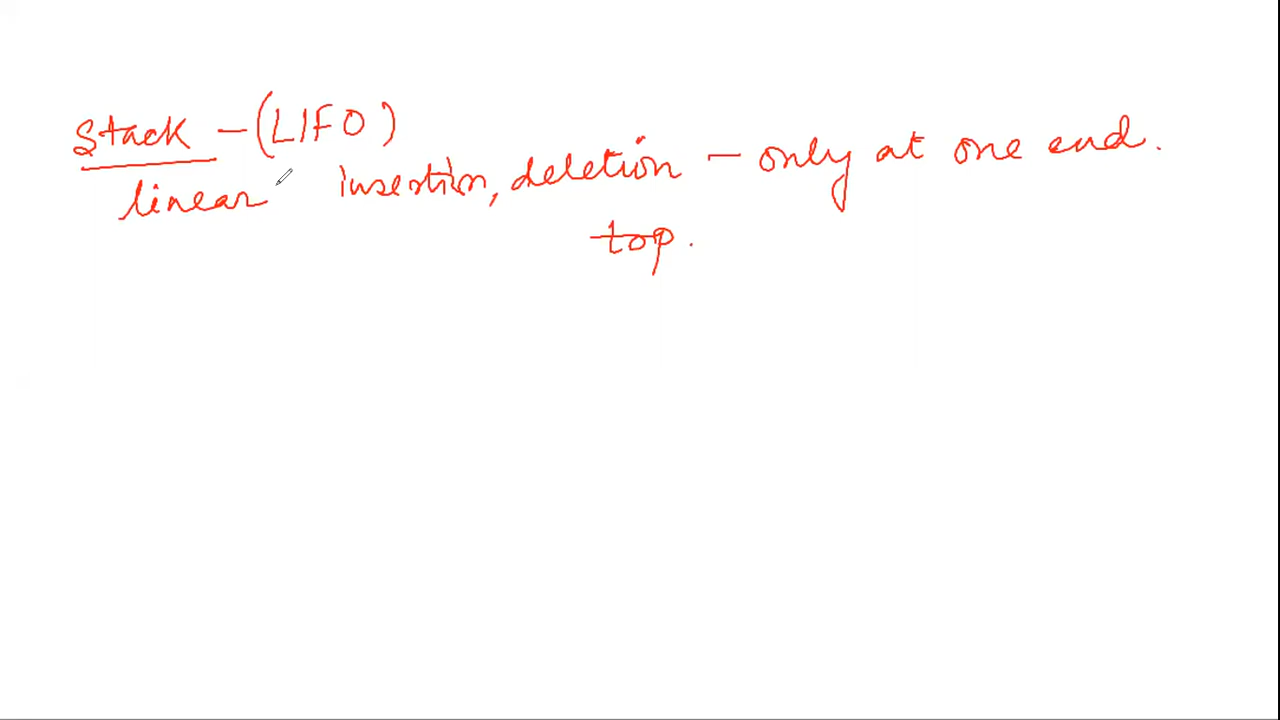 Stack - (LIFO)
linear insertion, deletion - only at one end.
top.